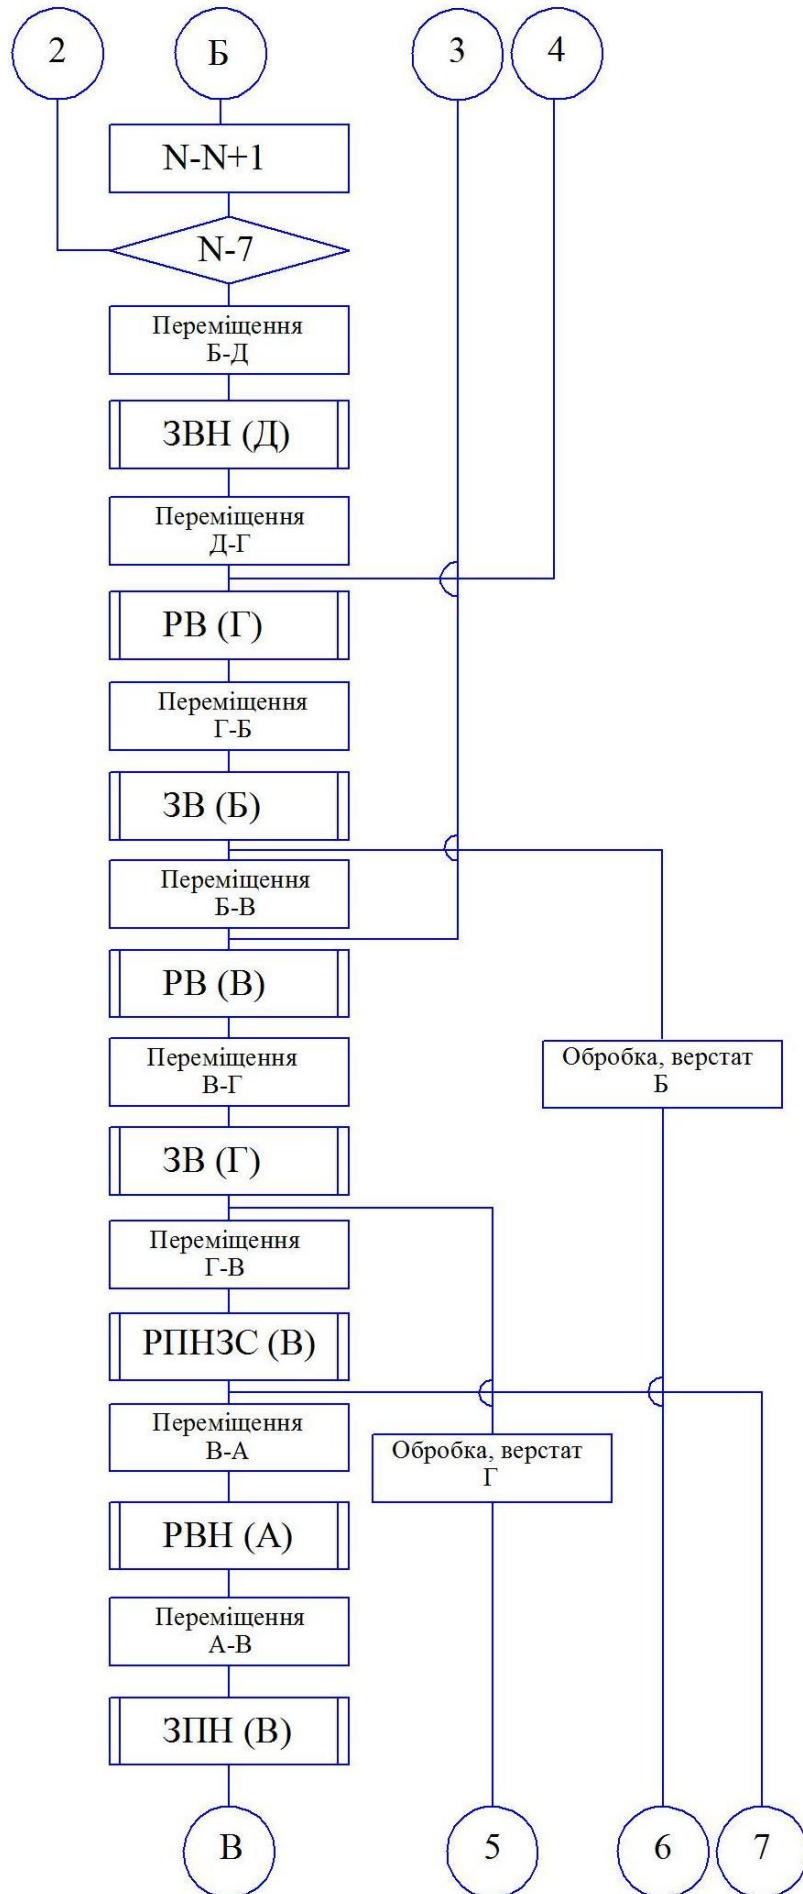 2
Б
3
4
N-N+1
N-7
Переміщення
Б-Д
ЗВН (Д)
Переміщення
Д-Г
РВ (Г)
Переміщення
Г-Б
ЗВ (Б)
Переміщення
Б-В
РВ (В)
Переміщення
В-Г
Обробка, верстат
Б
ЗВ (Г)
Переміщення
Г-В
РПНЗС (В)
Переміщення
В-А
Обробка, верстат
Г
РВН (А)
Переміщення
А-В
ЗПН (В)
В
5
6
7